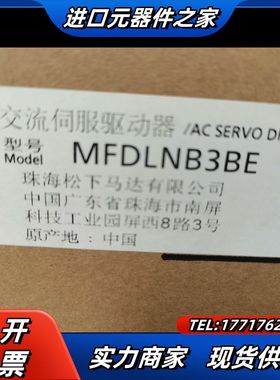 进口元器件之家
交流伺服驱动器 /AC SERVO DI
型号
Model MFDLNB3BE
珠海松下马达有限公司
中国广东省珠海市南屏
科技工业园屏西8路3号
原产地：中国
可开
发票
TEL:1771762
实力商家 货